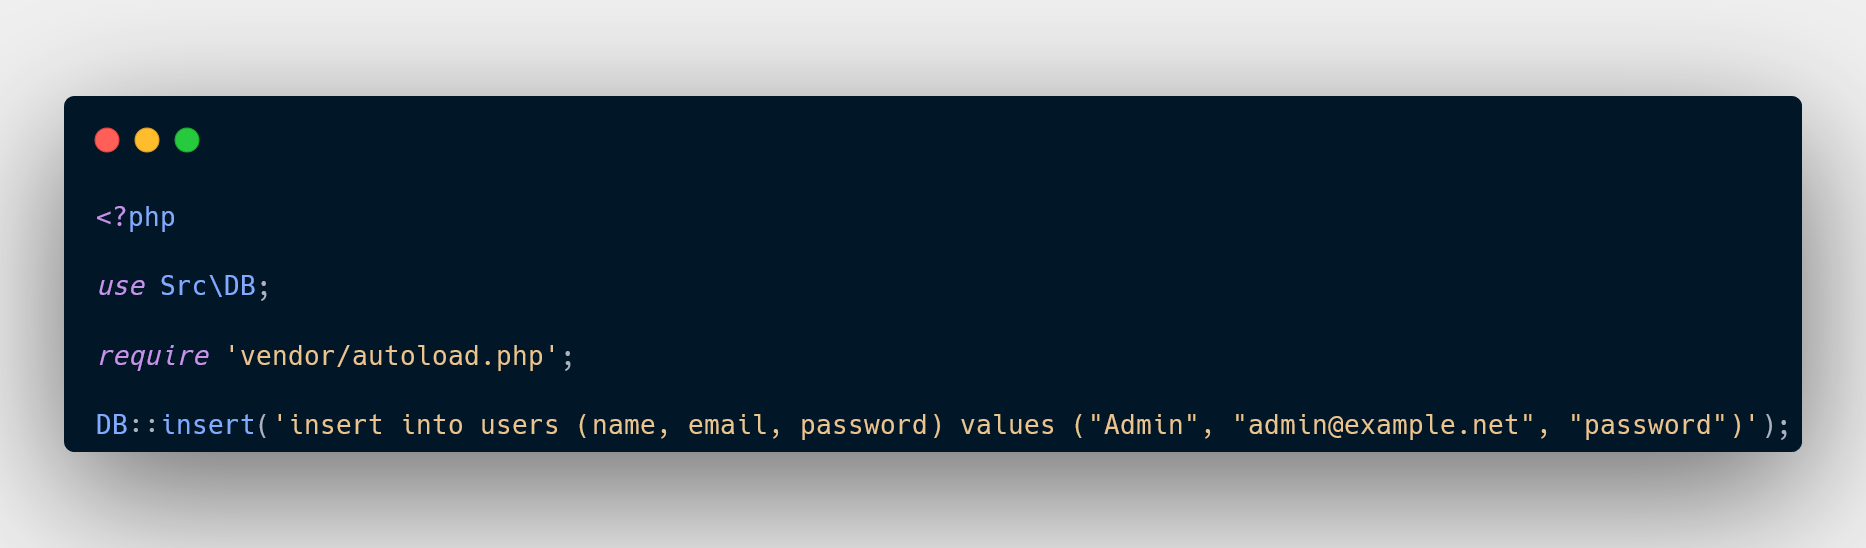 <?php
use Src\DB;
require 'vendor/autoload.php';
DB::insert('insert into users (name, email, password) values ("Admin", "admin@example.net", "password")');